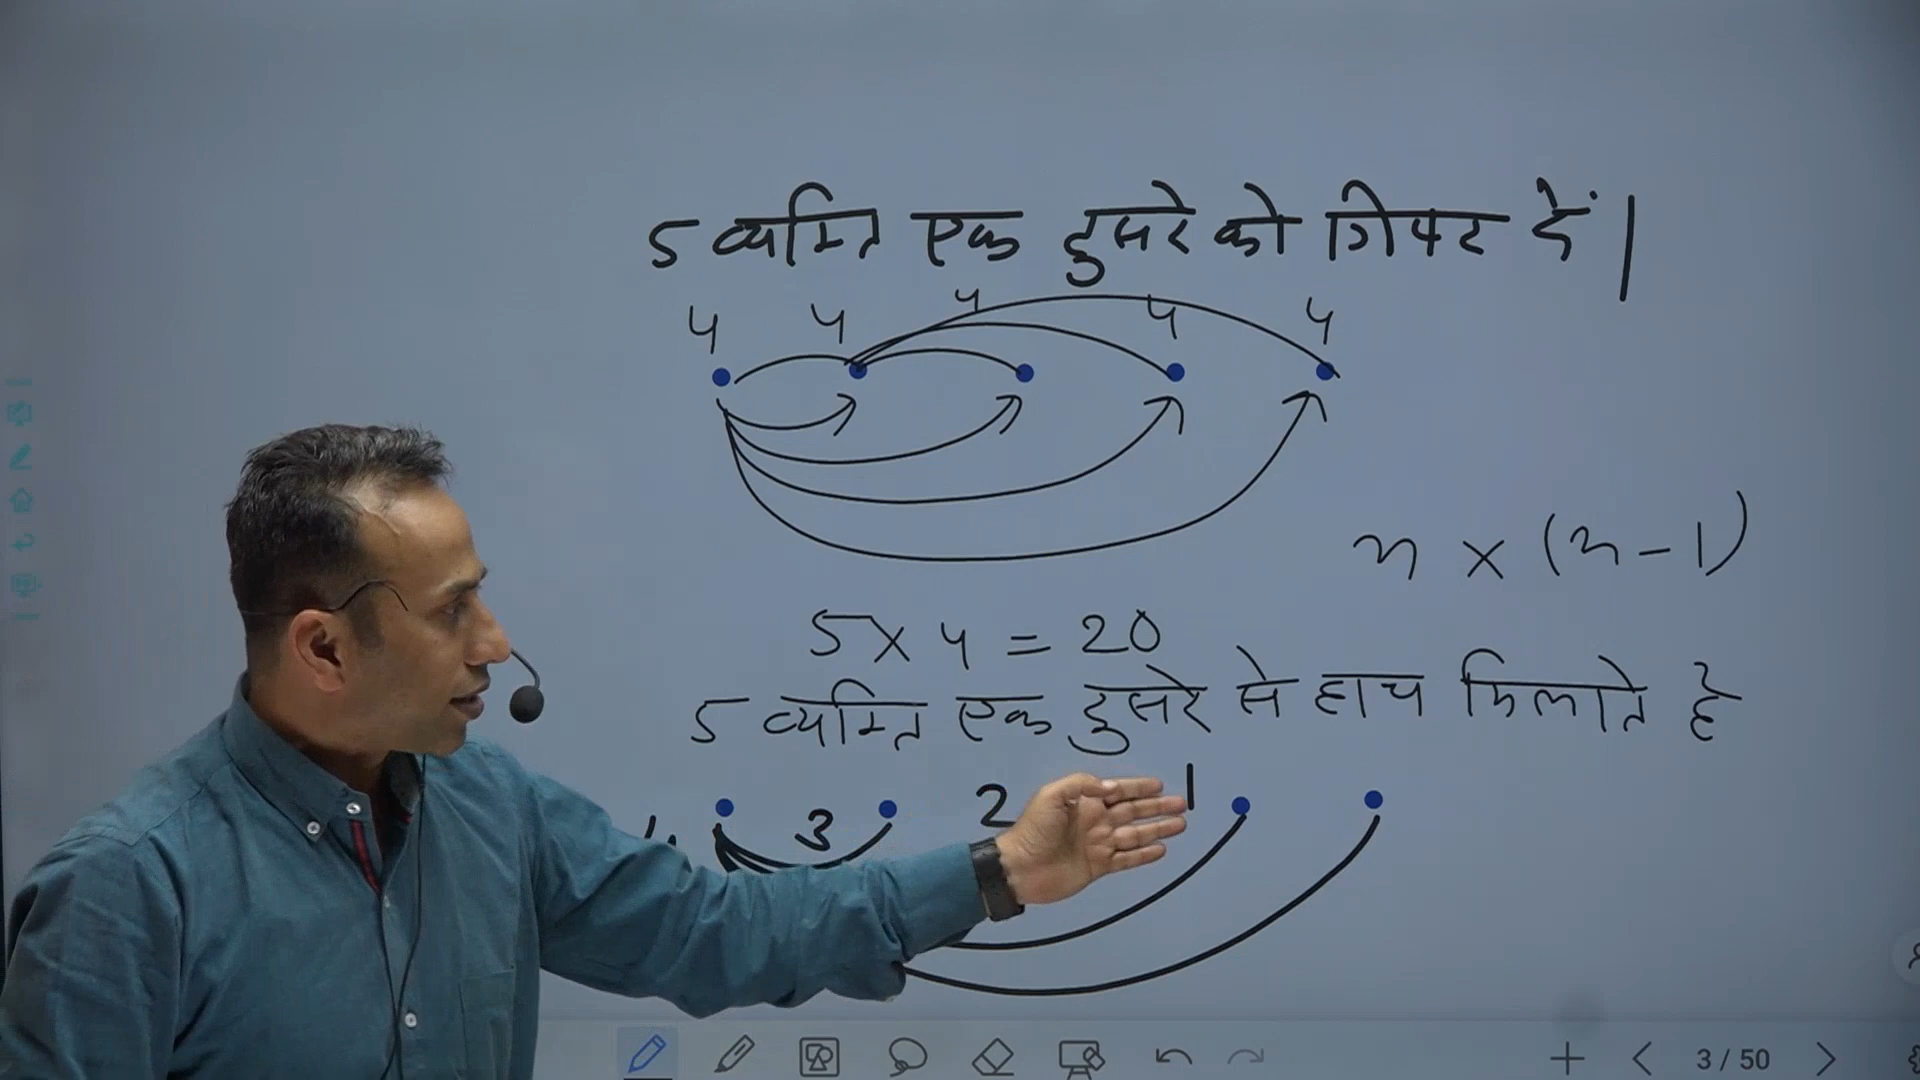 5 व्यक्ति एक दुसरे को गिफ्ट दें।
4 4 4 4 4
n × (n - 1)
5 × 4 = 20
5 व्यक्ति एक दुसरे से हाथ मिलाते है
3 2 1
3 / 50